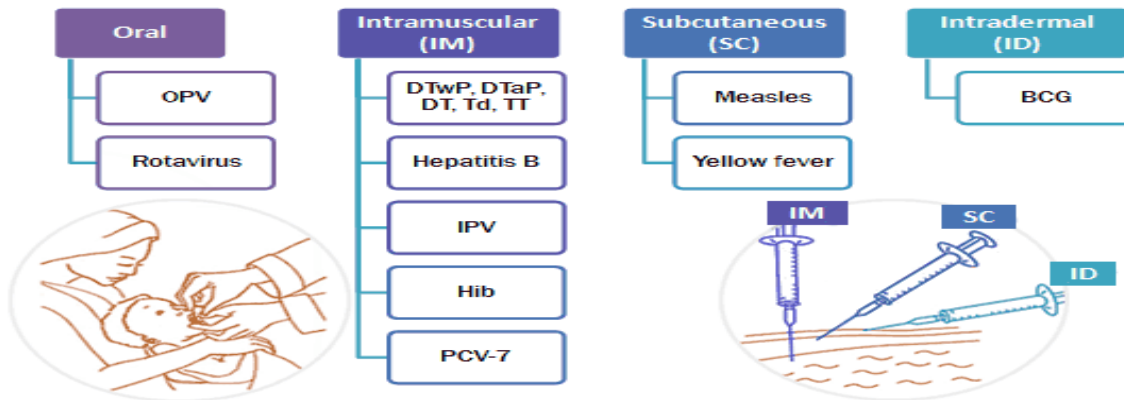 Oral
OPV
Rotavirus
Intramuscular
(IM)
DTwP, DTaP,
DT, Td, TT
Hepatitis B
IPV
Hib
PCV-7
Subcutaneous
(SC)
Measles
Yellow fever
Intradermal
(ID)
BCG
IM
SC
ID